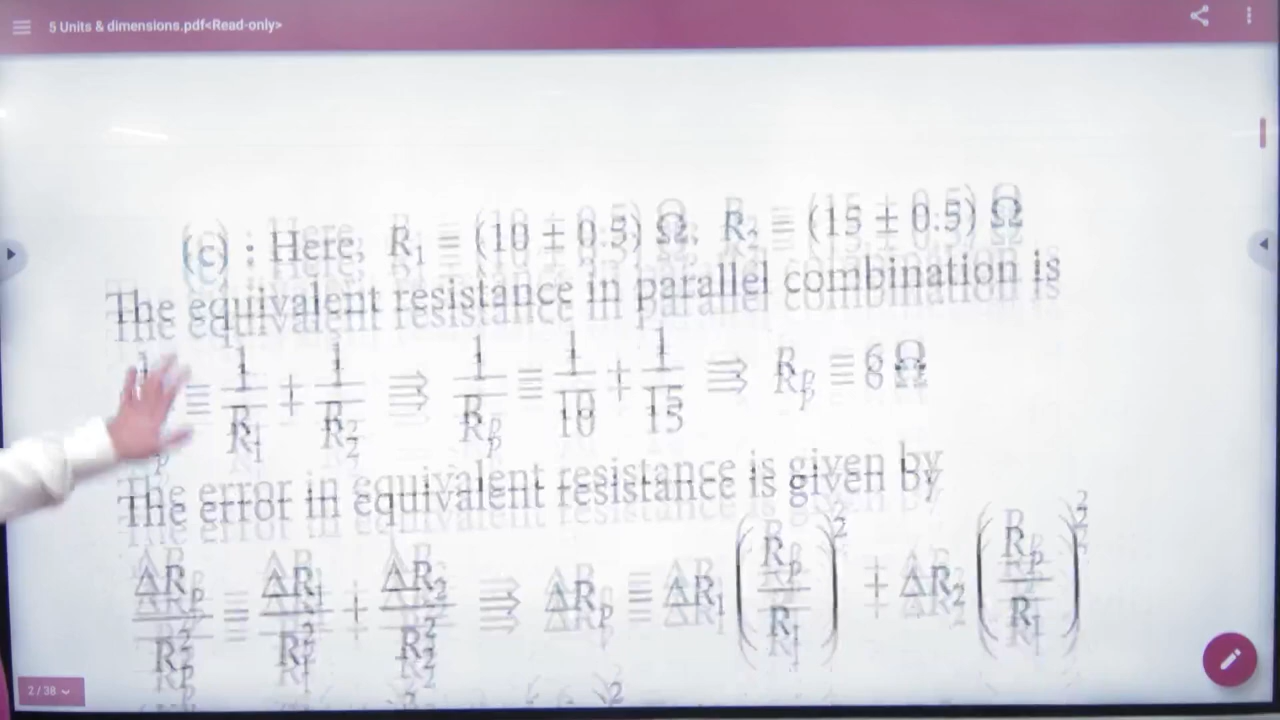 5 Units & dimensions.pdf<Read-only>
(c) : Here, R₁ = (10 ± 0.5) Ω, R₂ = (15 ± 0.5) Ω
The equivalent resistance in parallel combination is
= 1/R₁ + 1/R₂ ⇒ 1/Rₚ = 1/10 + 1/15 ⇒ Rₚ = 6 Ω
The error in equivalent resistance is given by
ΔRₚ/Rₚ² = ΔR₁/R₁² + ΔR₂/R₂² ⇒ ΔRₚ = ΔR₁ (Rₚ/R₁)² + ΔR₂ (Rₚ/R₁)²
2 / 38